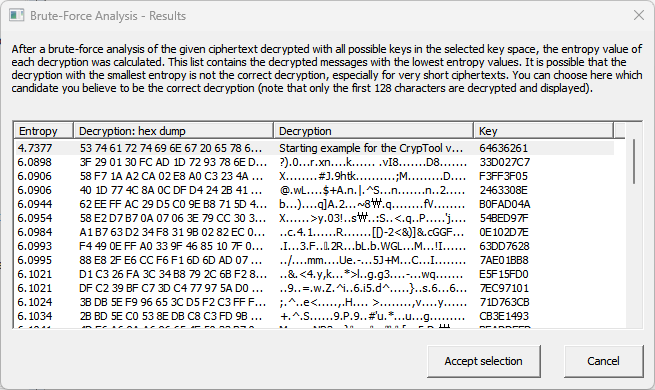 Brute-Force Analysis - Results
After a brute-force analysis of the given ciphertext decrypted with all possible keys in the selected key space, the entropy value of
each decryption was calculated. This list contains the decrypted messages with the lowest entropy values. It is possible that the
decryption with the smallest entropy is not the correct decryption, especially for very short ciphertexts. You can choose here which
candidate you believe to be the correct decryption (note that only the first 128 characters are decrypted and displayed).
Entropy Decryption: hex dump Decryption Key
4.7377 53 74 61 72 74 69 6E 67 20 65 78 6... Starting example for the CrypTool v... 64636261
6.0898 3F 29 01 30 FC AD 1D 72 93 78 6E D... ?).0...r.xn....k...... .vI8.......D8....... 33D027C7
6.0906 58 F7 1A A2 CA 02 E8 A0 C3 23 4A ... X........#J.9htk..........;M.........D.... F3FF3F05
6.0906 40 1D 77 4C 8A 0C DF D4 24 2B 41 ... @.wL....$+A.n.|.^S...n.......n..2... 2463308E
6.0944 62 EE FF AC 29 D5 C0 E9 B8 71 5D 4... b...)....q]A.2...~8₩.q.......fV....... B0FAD04A
6.0954 58 E2 D7 B7 0A 07 06 3E 79 CC 30 3... X......>y.03!..s₩:S..<.q..P.....'j.... 54BED97F
6.0984 A1 B7 63 D2 34 F8 31 9B 02 82 EC 0... ..c.4.1......R.......[[)-2<&)]&.cGGF... 0E102D7E
6.0993 F4 49 0E FF A0 33 9F 46 85 10 7F 0... .I...3.F..2R...bL.b.WGL...M...!I..... 63DD7628
6.0995 88 E8 2F E6 CC F6 F1 6D 6D AD 07 ... ../....mm...Ue.-..5J+M...C...I........ 7AE01BB8
6.1021 D1 C3 26 FA 3C 34 B8 79 2C 6B F2 8... ..&.<4.y,k...*>l..g.g3....--...wq...... E5F15FD0
6.1021 DF C2 39 BF C7 3D C4 77 97 5A D0 ... ..9..=.w.Z.^i..6.i5.d^.....}..s.6...6 7EC97101
6.1024 3B DB 5E F9 96 65 3C D5 F2 C3 FF F... ;.^..e<.....,.H.... >........,v....y...... 71D763CB
6.1034 2B BD 5E C0 53 8E DB C8 C3 FD 9B ... +.^.S.....9.P.9..#'u.*...u...g......... CB3E1493
Accept selection Cancel